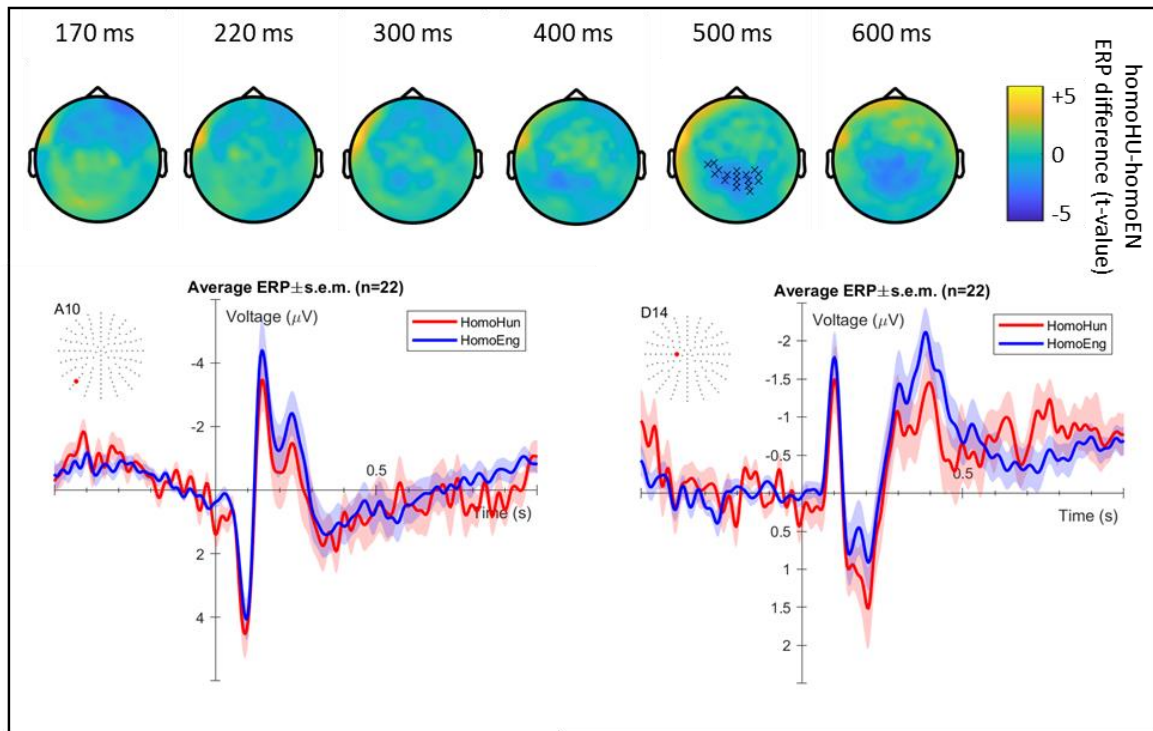 170 ms 220 ms 300 ms 400 ms 500 ms 600 ms
homoHU-homoEN
ERP difference (t-value)
+5
0
-5
Average ERP±s.e.m. (n=22)
A10
Voltage (μV)
HomoHun
HomoEng
-4
-2
0.5
Time (s)
2
4
Average ERP±s.e.m. (n=22)
D14
Voltage (μV)
HomoHun
HomoEng
-2
-1.5
-1
-0.5
0.5
Time (s)
0.5
1
1.5
2